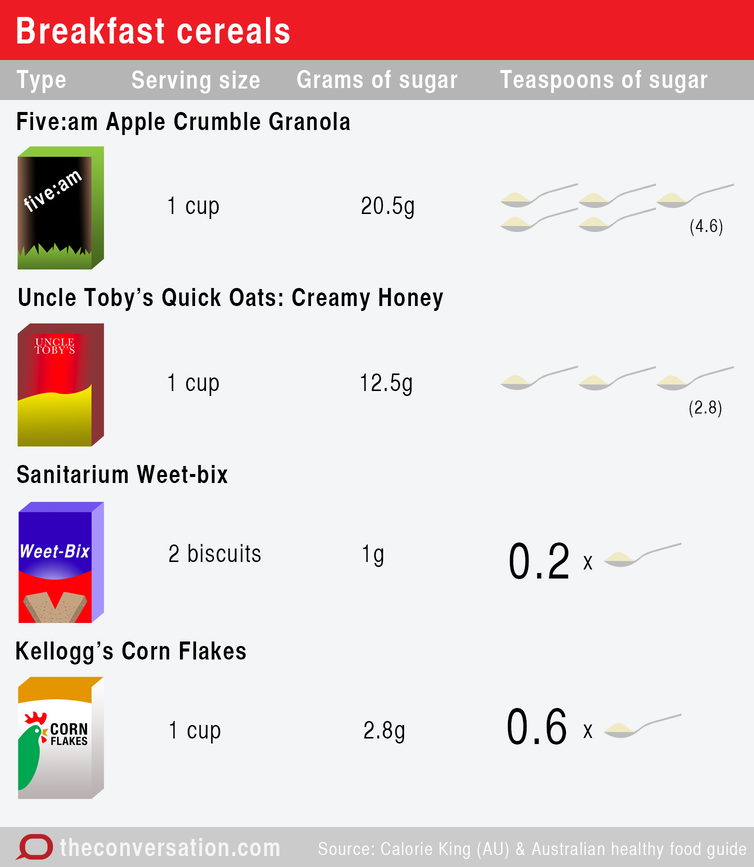 Breakfast cereals
Type Serving size Grams of sugar Teaspoons of sugar
Five:am Apple Crumble Granola
five:am
1 cup 20.5g
(4.6)
Uncle Toby’s Quick Oats: Creamy Honey
UNCLE
TOBY'S
1 cup 12.5g
(2.8)
Sanitarium Weet-bix
Weet-Bix
2 biscuits 1g 0.2 x
Kellogg’s Corn Flakes
CORN
FLAKES
1 cup 2.8g 0.6 x
theconversation.com Source: Calorie King (AU) & Australian healthy food guide